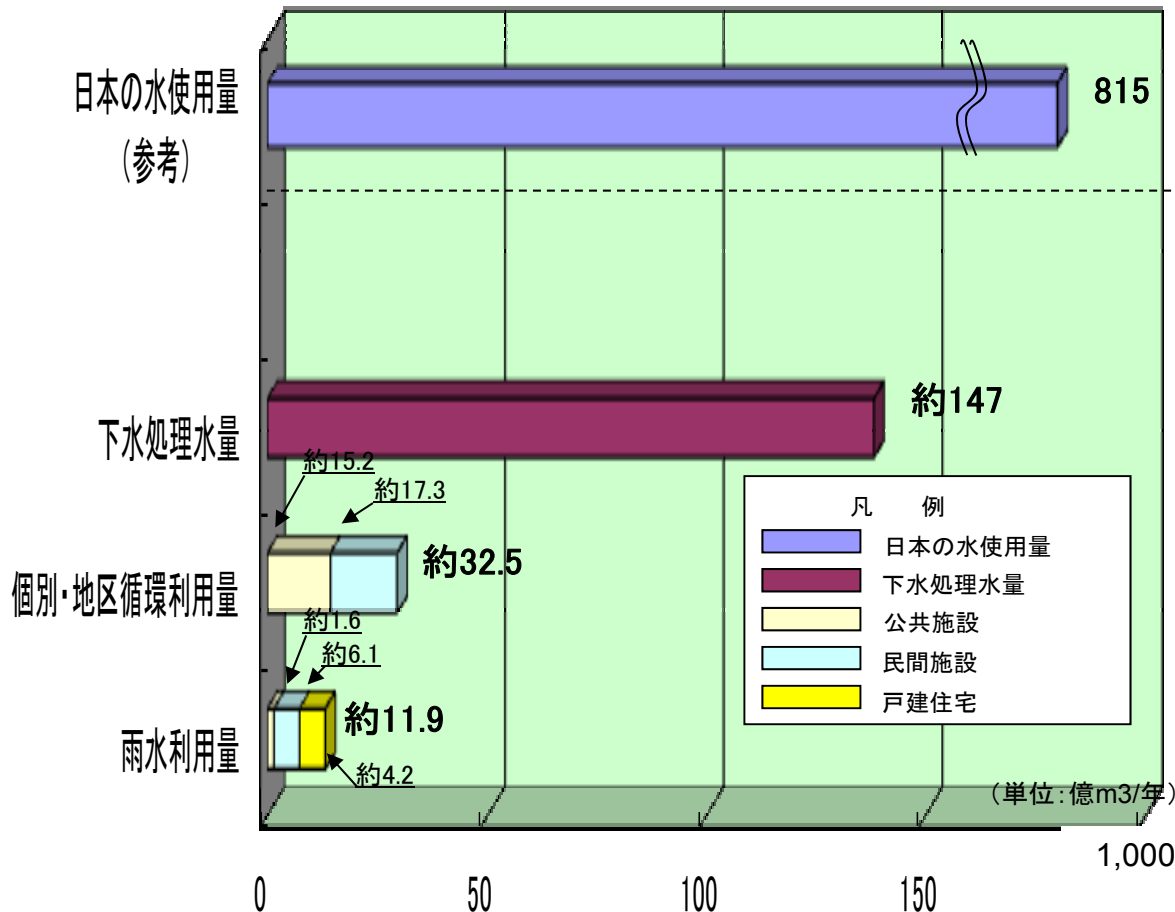 日本の水使用量
(参考)
815
下水処理水量
約147
約15.2
約17.3
個別・地区循環利用量
約32.5
約1.6
約6.1
雨水利用量
約11.9
約4.2
凡　例
日本の水使用量
下水処理水量
公共施設
民間施設
戸建住宅
(単位:億m3/年)
0
50
100
150
1,000